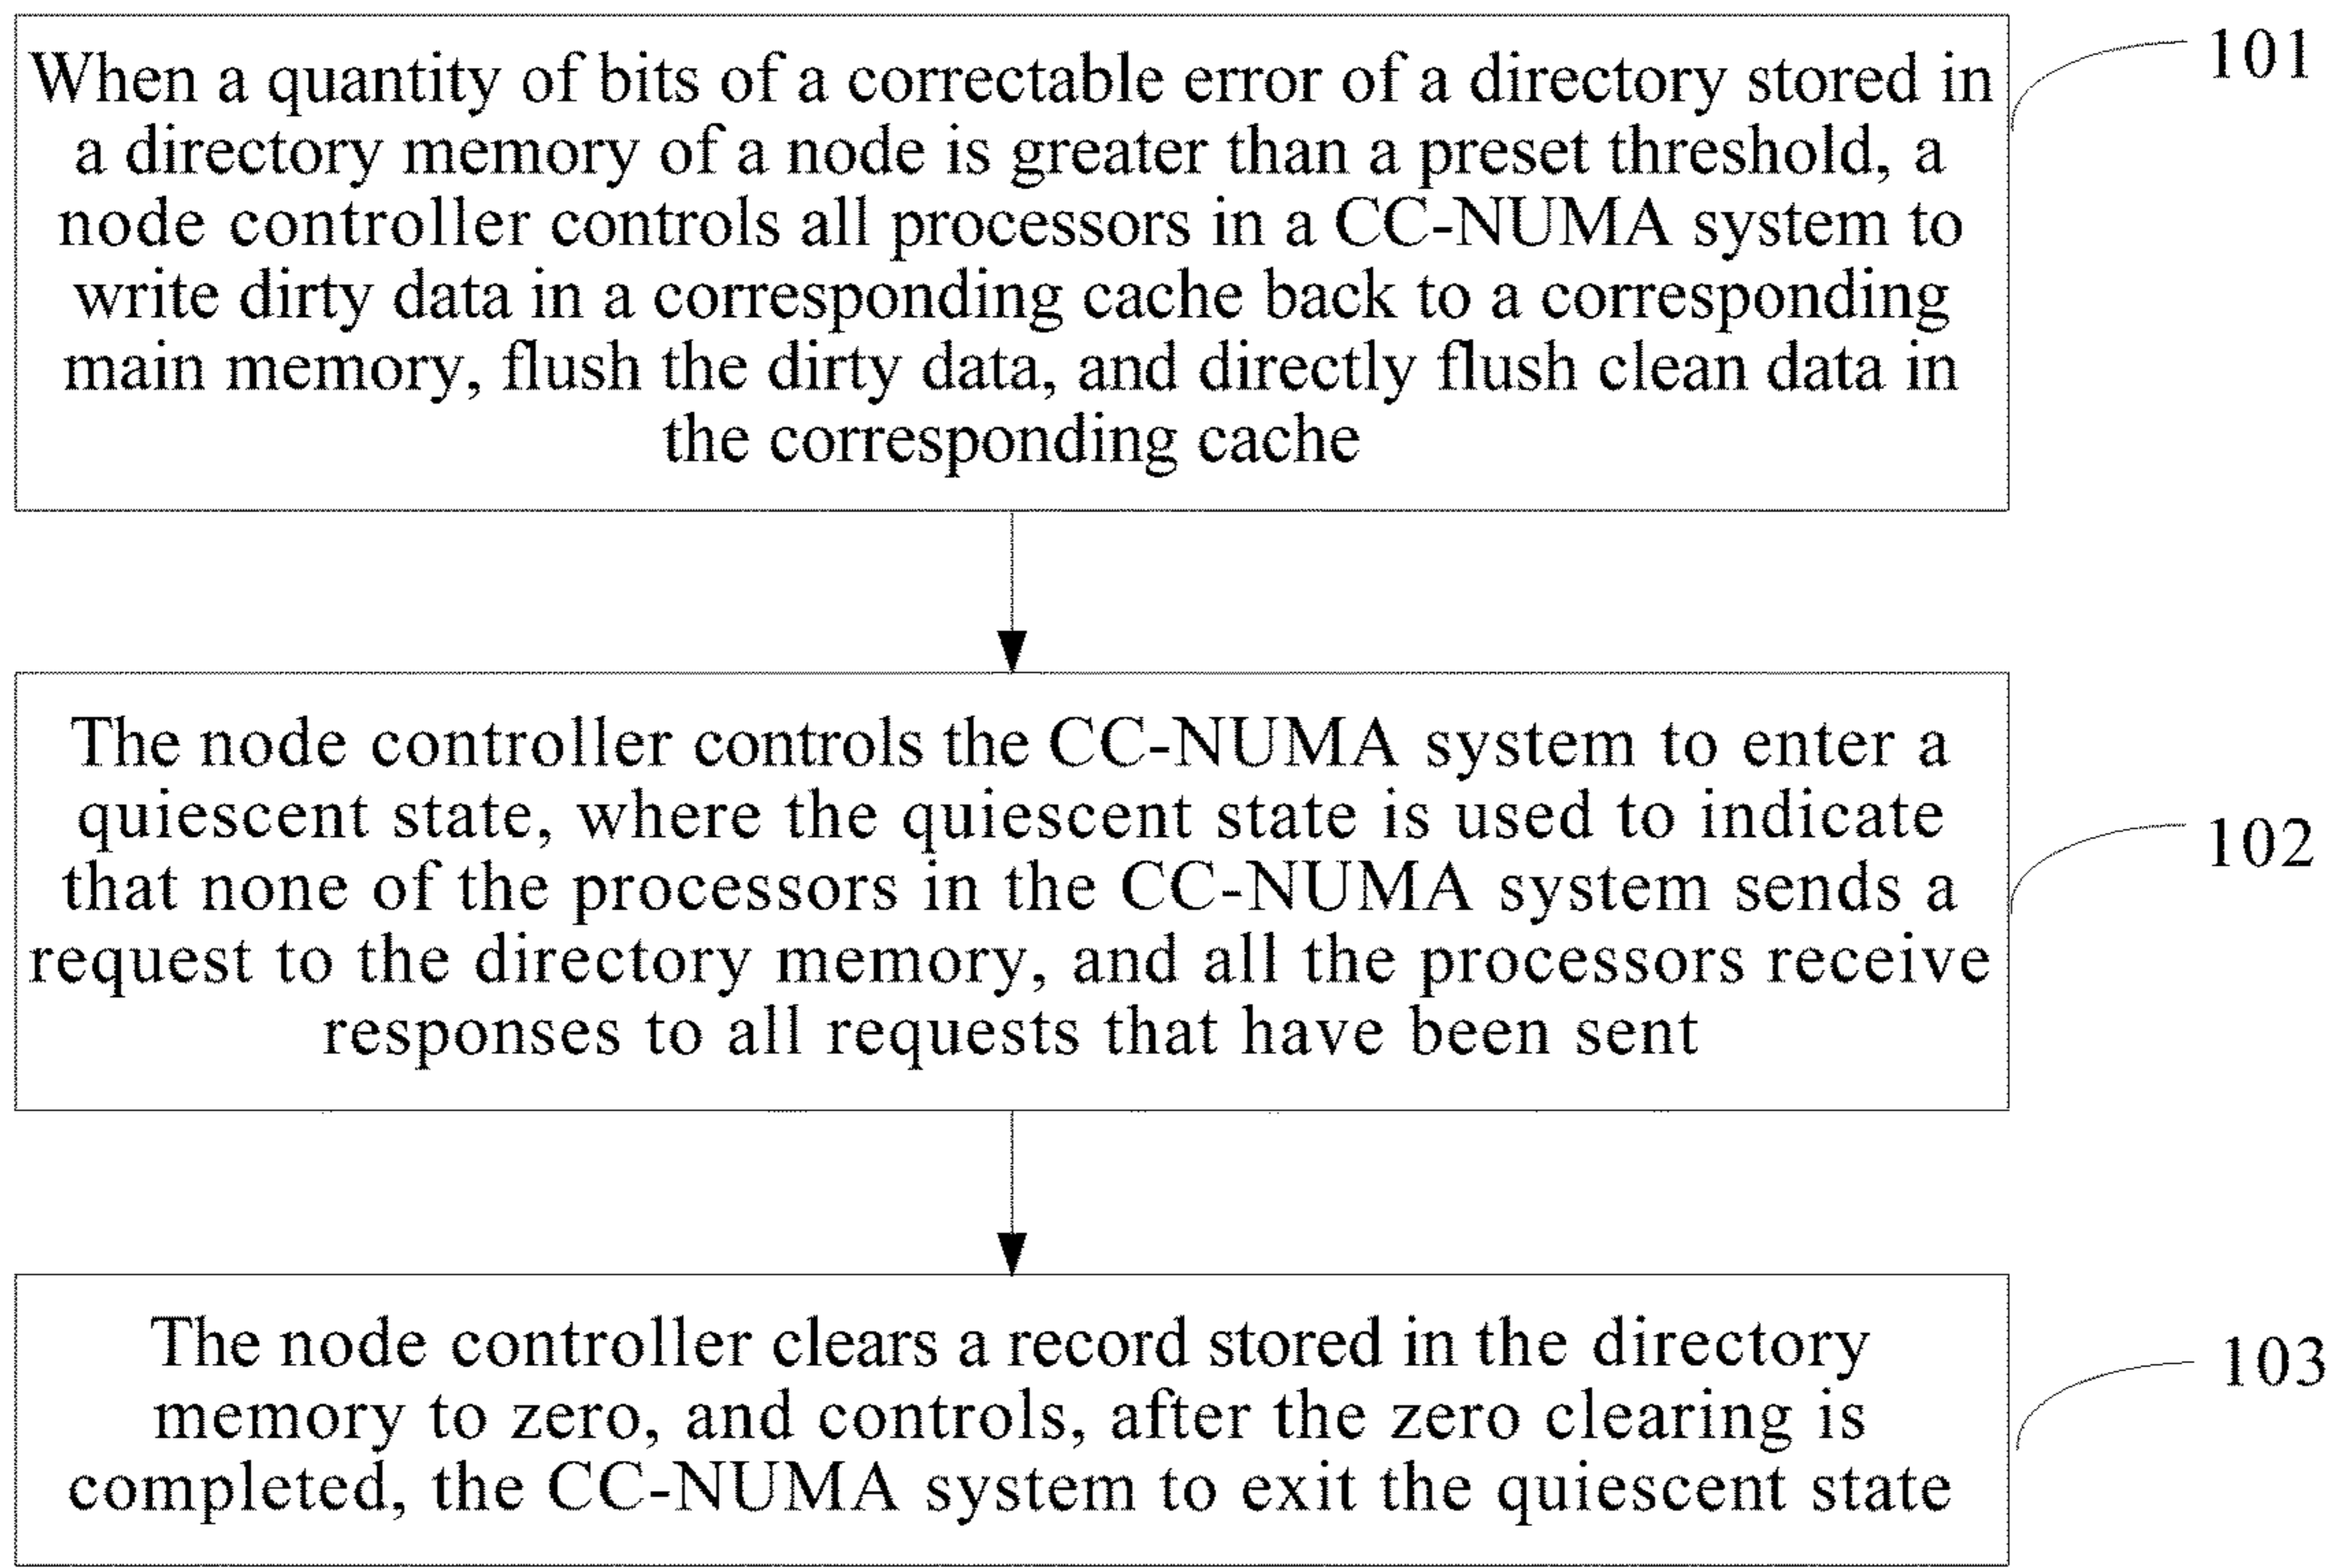 When a quantity of bits of a correctable error of a directory stored in
a directory memory of a node is greater than a preset threshold, a
node controller controls all processors in a CC-NUMA system to
write dirty data in a corresponding cache back to a corresponding
main memory, flush the dirty data, and directly flush clean data in
the corresponding cache
101
The node controller controls the CC-NUMA system to enter a
quiescent state, where the quiescent state is used to indicate
that none of the processors in the CC-NUMA system sends a
request to the directory memory, and all the processors receive
responses to all requests that have been sent
102
The node controller clears a record stored in the directory
memory to zero, and controls, after the zero clearing is
completed, the CC-NUMA system to exit the quiescent state
103